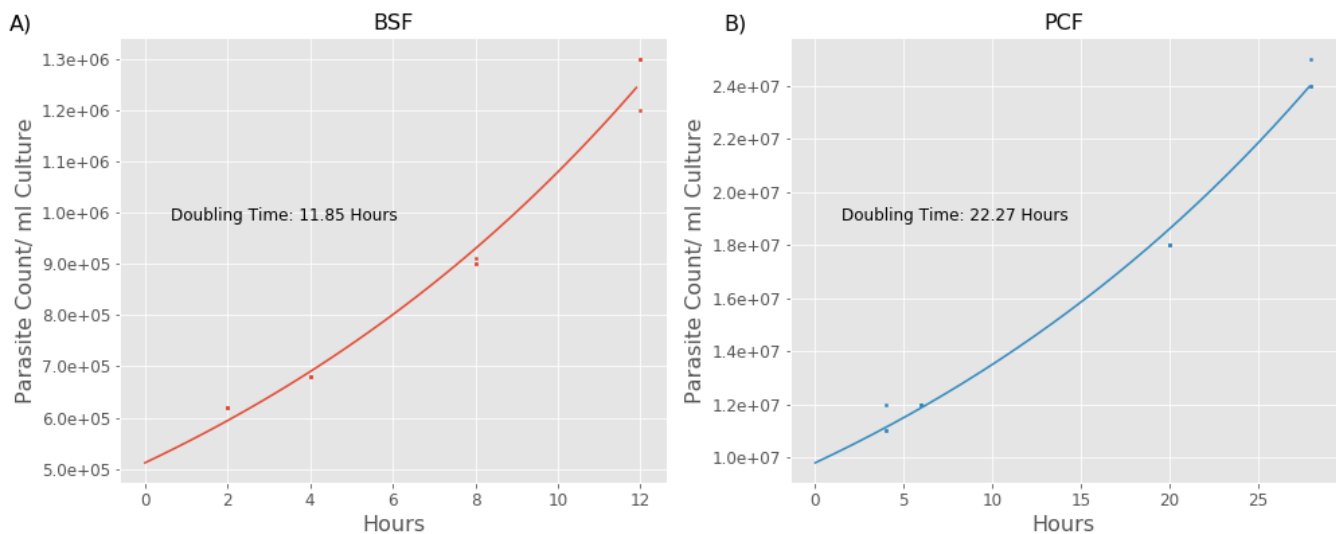 A)
BSF
1.3e+06
1.2e+06
1.1e+06
1.0e+06
9.0e+05
8.0e+05
7.0e+05
6.0e+05
5.0e+05
Parasite Count/ ml Culture
Doubling Time: 11.85 Hours
0 2 4 6 8 10 12
Hours
B)
PCF
2.4e+07
2.2e+07
2.0e+07
1.8e+07
1.6e+07
1.4e+07
1.2e+07
1.0e+07
Parasite Count/ ml Culture
Doubling Time: 22.27 Hours
0 5 10 15 20 25
Hours